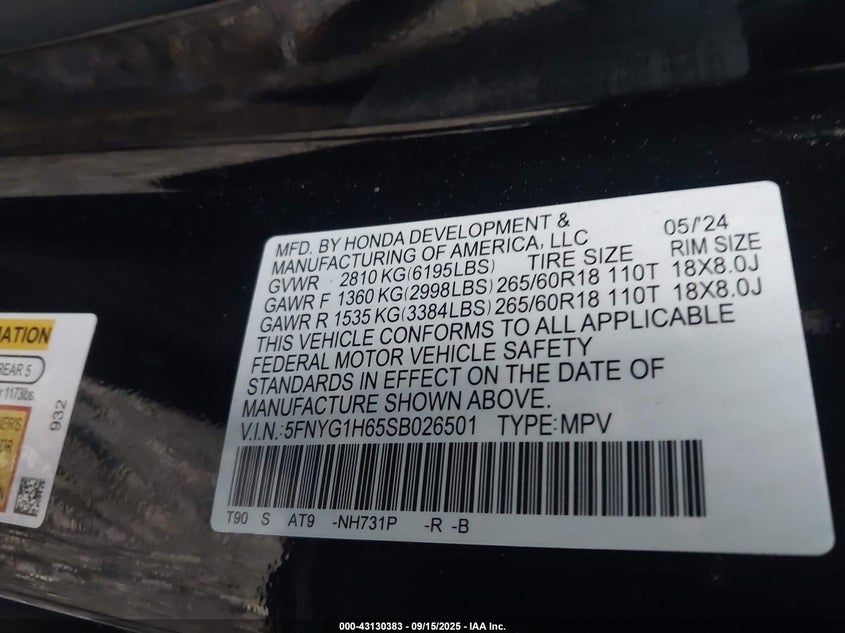 MFD. BY HONDA DEVELOPMENT & 05/'24
MANUFACTURING OF AMERICA, LLC
GVWR 2810 KG(6195LBS) TIRE SIZE RIM SIZE
GAWR F 1360 KG(2998LBS) 265/60R18 110T 18X8.0J
GAWR R 1535 KG(3384LBS) 265/60R18 110T 18X8.0J
THIS VEHICLE CONFORMS TO ALL APPLICABLE
FEDERAL MOTOR VEHICLE SAFETY
STANDARDS IN EFFECT ON THE DATE OF
MANUFACTURE SHOWN ABOVE.
V.I.N.:5FNYG1H65SB026501 TYPE:MPV
T90 S AT9 -NH731P -R -B
MATION
REAR 5
1173lbs.
932
000-43130383 - 09/15/2025 - IAA Inc.